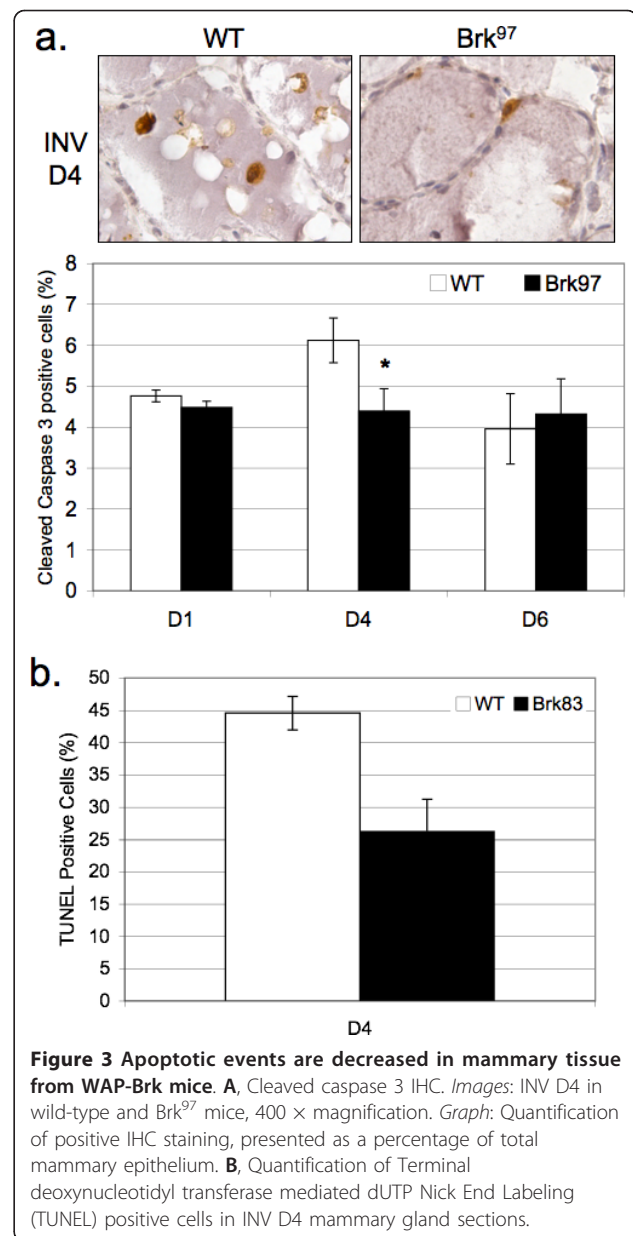 a.
WT
Brk⁹⁷
INV
D4
8
7
6
5
4
3
2
1
0
Cleaved Caspase 3 positive cells (%)
WT
Brk97
*
D1
D4
D6
b.
50
45
40
35
30
25
20
15
10
5
0
TUNEL Positive Cells (%)
WT
Brk83
D4
Figure 3 Apoptotic events are decreased in mammary tissue
from WAP-Brk mice. A, Cleaved caspase 3 IHC. Images: INV D4 in
wild-type and Brk⁹⁷ mice, 400 × magnification. Graph: Quantification
of positive IHC staining, presented as a percentage of total
mammary epithelium. B, Quantification of Terminal
deoxynucleotidyl transferase mediated dUTP Nick End Labeling
(TUNEL) positive cells in INV D4 mammary gland sections.